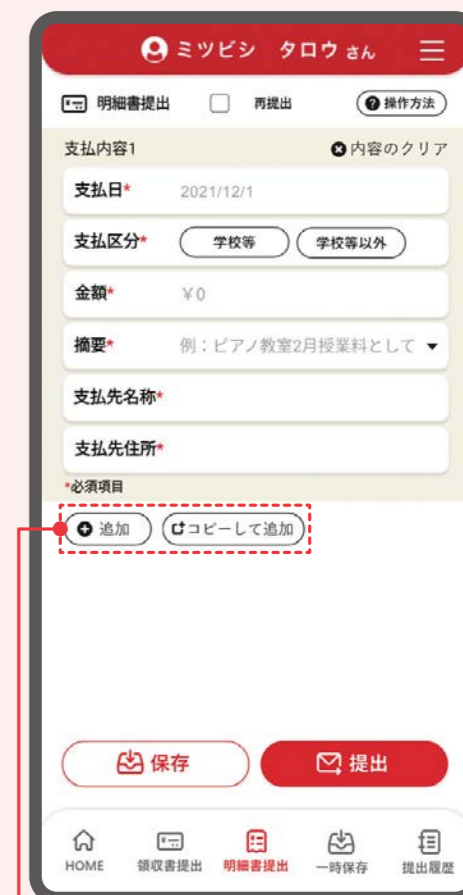 ミツビシ タロウ さん
明細書提出 再提出 ? 操作方法
支払内容1 内容のクリア
支払日* 2021/12/1
支払区分* 学校等 学校等以外
金額* ¥0
摘要* 例：ピアノ教室2月授業料として
支払先名称*
支払先住所*
*必須項目
追加 コピーして追加
保存 提出
HOME 領収書提出 明細書提出 一時保存 提出履歴